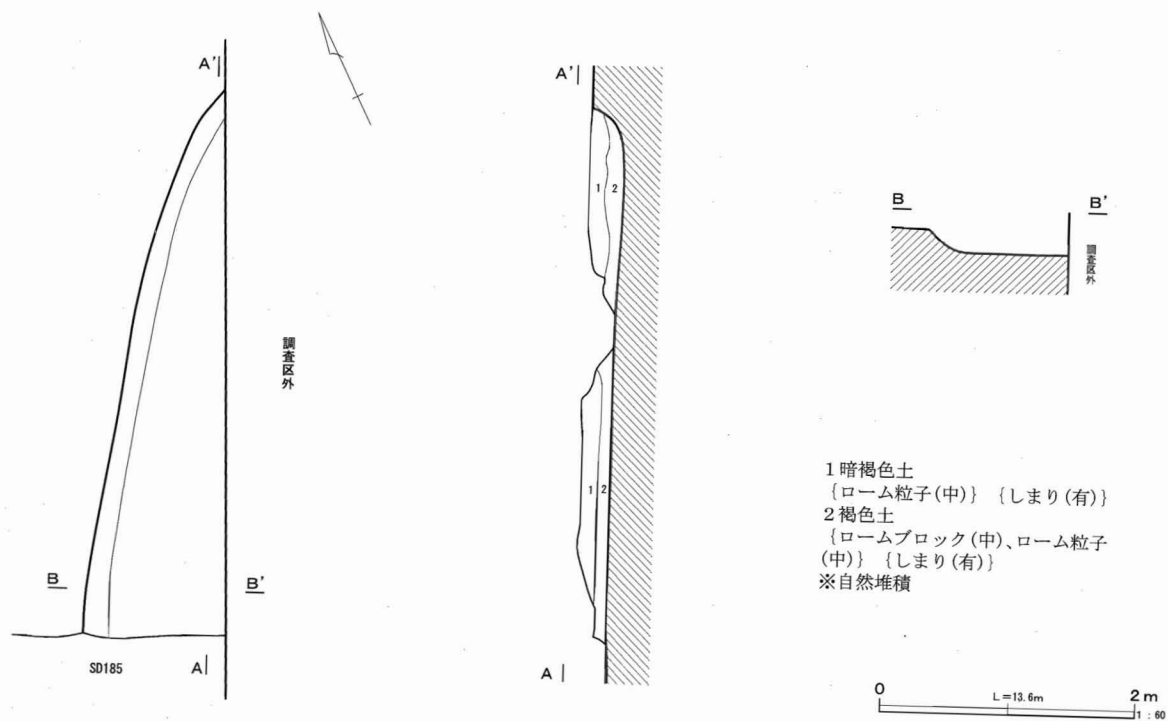 A'
調査区外
B
B'
SD185
A
A'
1 2
1 2
A
B
B'
調査区外
1暗褐色土
{ローム粒子(中)} {しまり(有)}
2褐色土
{ロームブロック(中)、ローム粒子
(中)} {しまり(有)}
※自然堆積
0
L=13.6m
2m
1:60